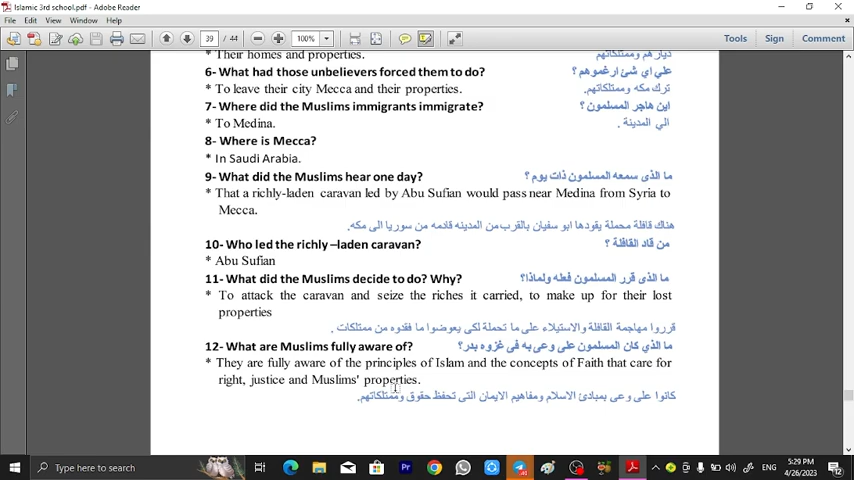 Islamic 3rd school.pdf - Adobe Reader
File Edit View Window Help
39 / 44 100% Tools Sign Comment
* Their homes and properties. ديارهم وممتلكاتهم
6- What had those unbelievers forced them to do? علي اي شئ ارغموهم ؟
* To leave their city Mecca and their properties. ترك مكه وممتلكاتهم.
7- Where did the Muslims immigrants immigrate? اين هاجر المسلمون ؟
* To Medina. الي المدينة .
8- Where is Mecca?
* In Saudi Arabia.
9- What did the Muslims hear one day? ما الذى سمعه المسلمون ذات يوم ؟
* That a richly-laden caravan led by Abu Sufian would pass near Medina from Syria to
Mecca.
هناك قافلة محملة يقودها ابو سفيان بالقرب من المدينه قادمه من سوريا الى مكه.
10- Who led the richly –laden caravan? من قاد القافلة ؟
* Abu Sufian
11- What did the Muslims decide to do? Why? ما الذى قرر المسلمون فعله ولماذا؟
* To attack the caravan and seize the riches it carried, to make up for their lost
properties
قرروا مهاجمة القافلة والاستيلاء على ما تحملة لكى يعوضوا ما فقدوه من ممتلكات .
12- What are Muslims fully aware of? ما الذي كان المسلمون على وعى به فى غزوه بدر؟
* They are fully aware of the principles of Islam and the concepts of Faith that care for
right, justice and Muslims' properties.
كانوا على وعى بمبادئ الاسلام ومفاهيم الايمان التى تحفظ حقوق وممتلكاتهم.
Type here to search
ENG
5:29 PM
4/26/2023
12